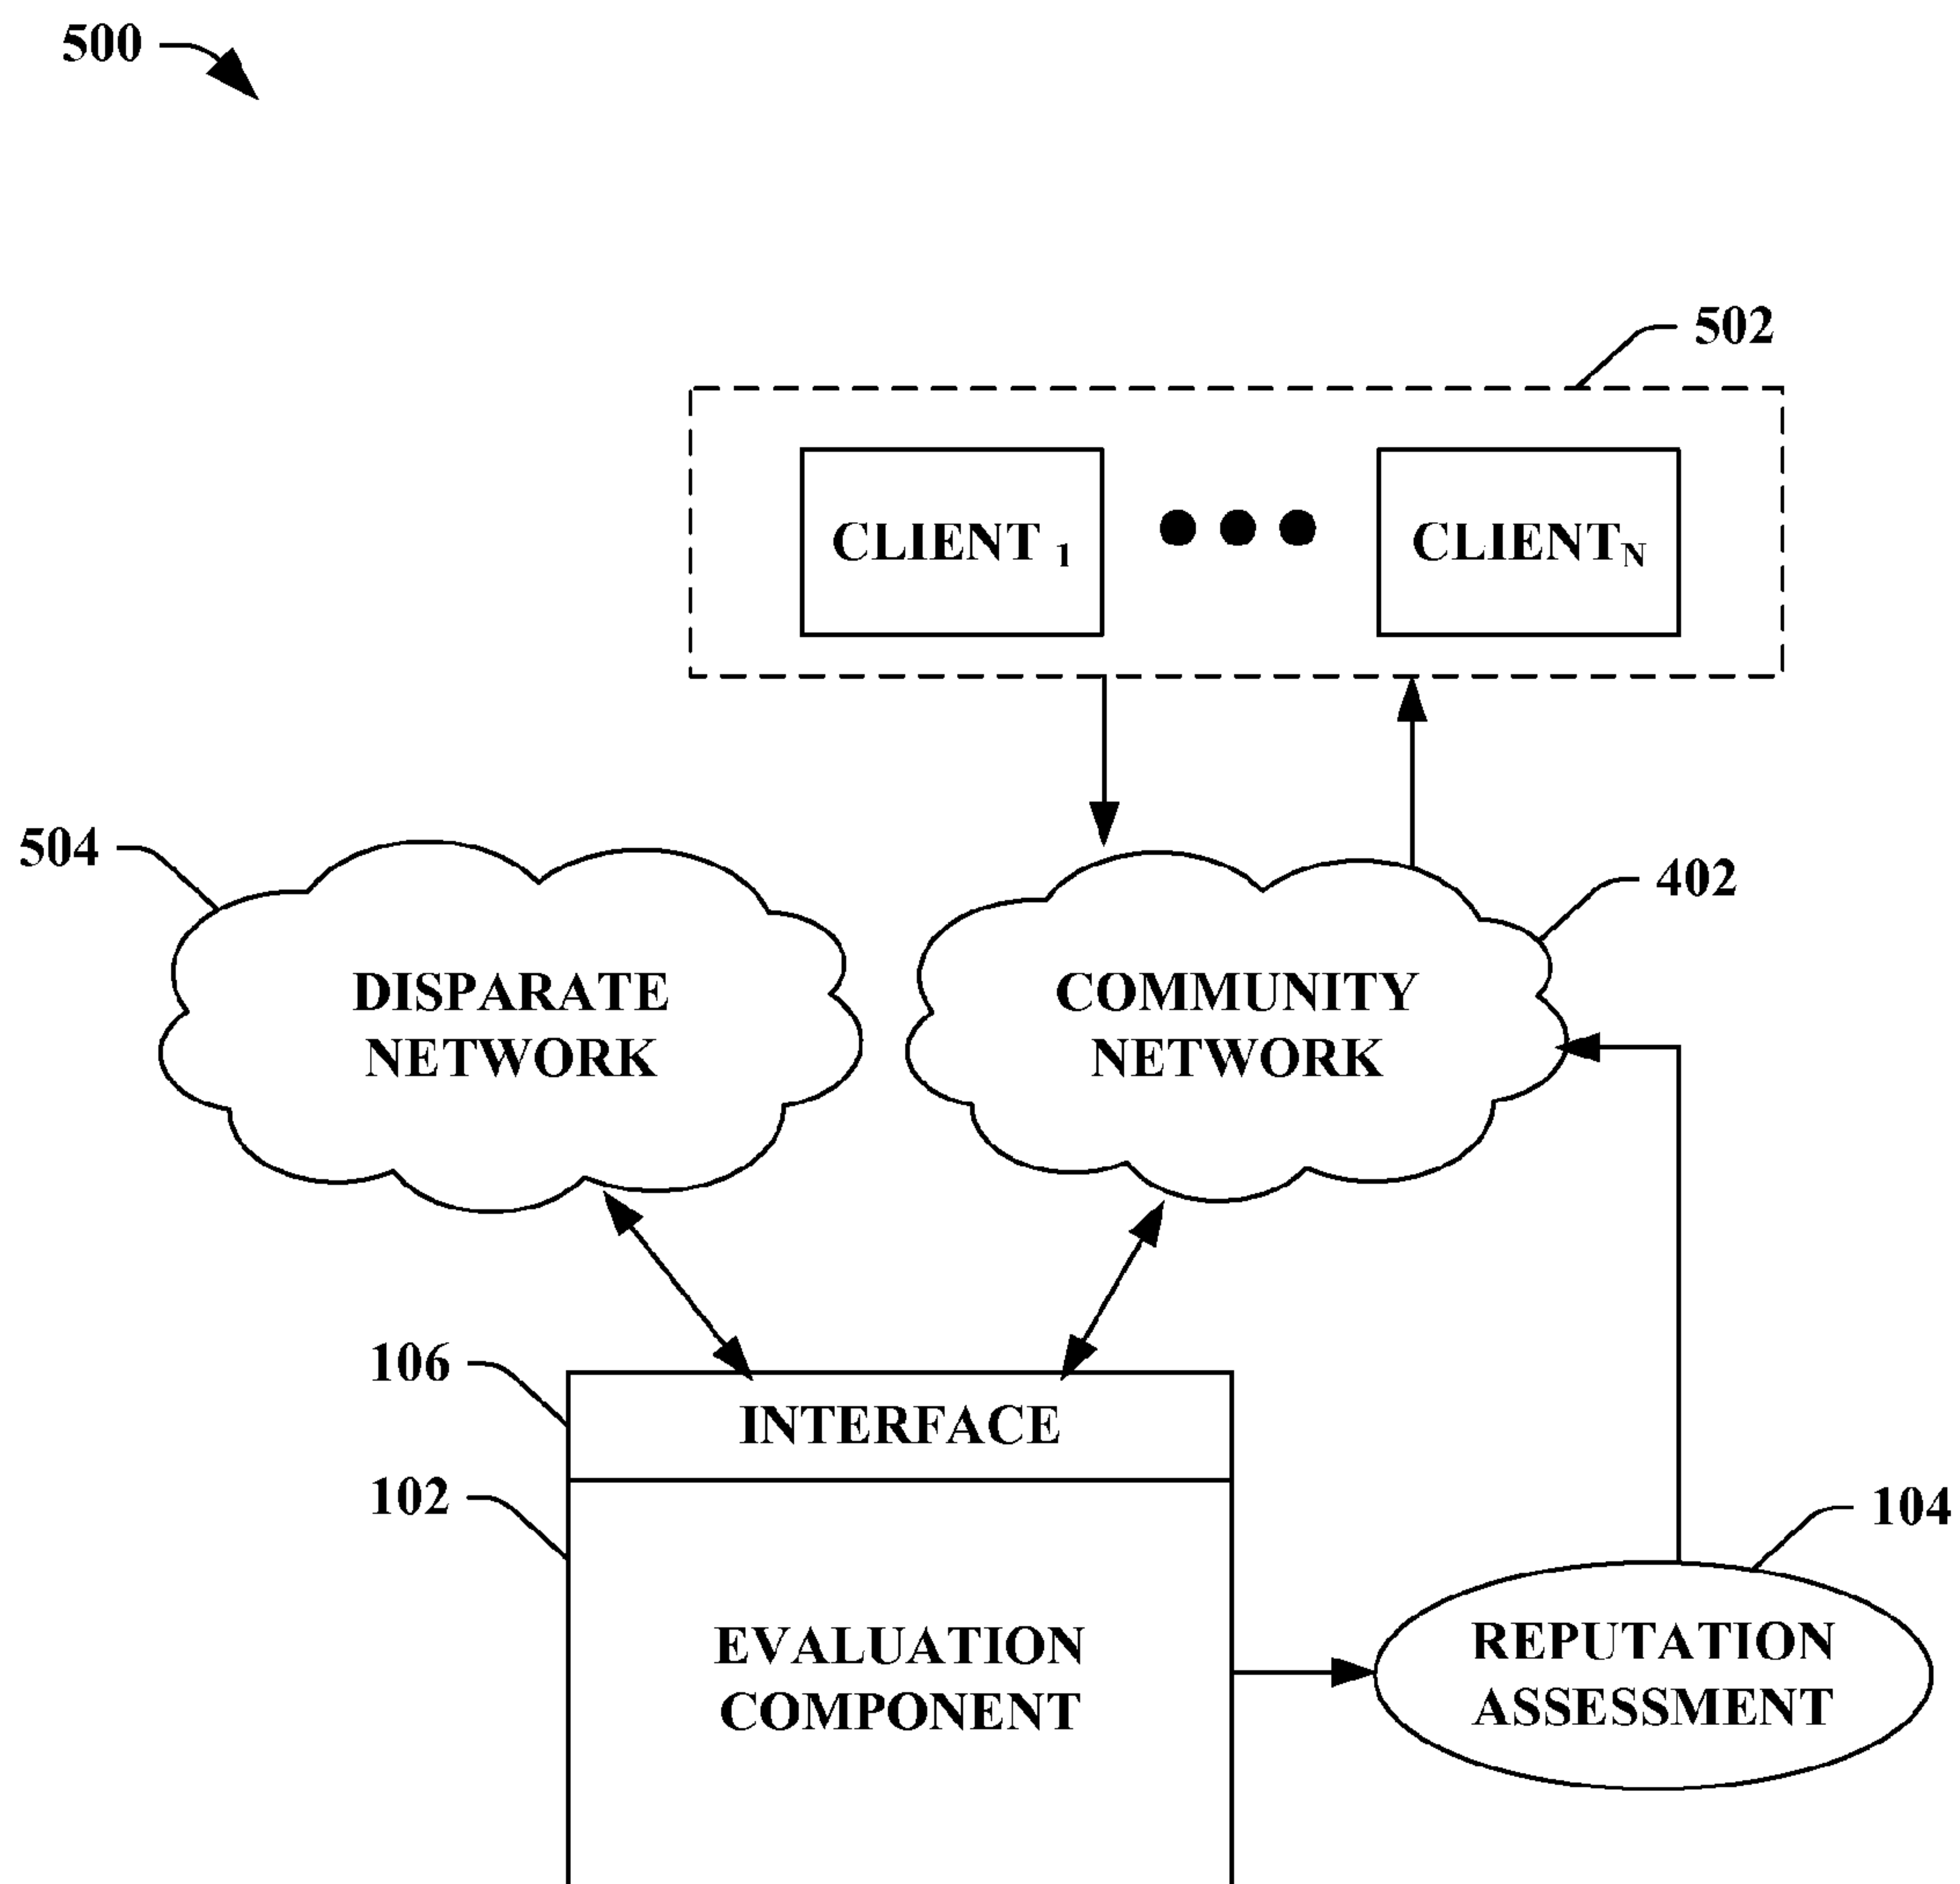 500
502
CLIENT 1
CLIENTN
504
402
DISPARATE
NETWORK
COMMUNITY
NETWORK
106
INTERFACE
102
104
EVALUATION
COMPONENT
REPUTATION
ASSESSMENT